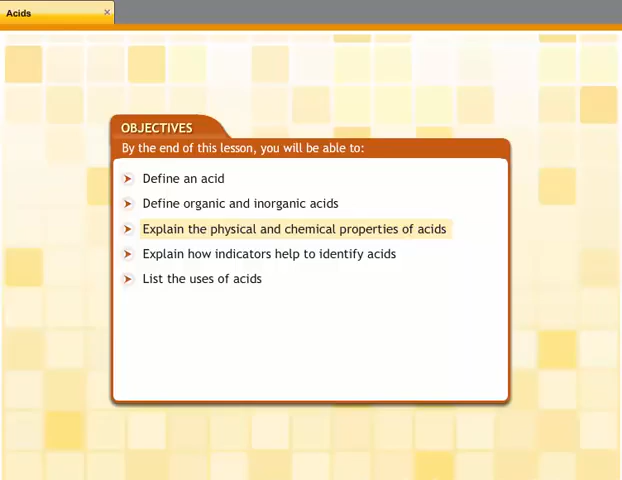 Acids
OBJECTIVES
By the end of this lesson, you will be able to:
Define an acid
Define organic and inorganic acids
Explain the physical and chemical properties of acids
Explain how indicators help to identify acids
List the uses of acids